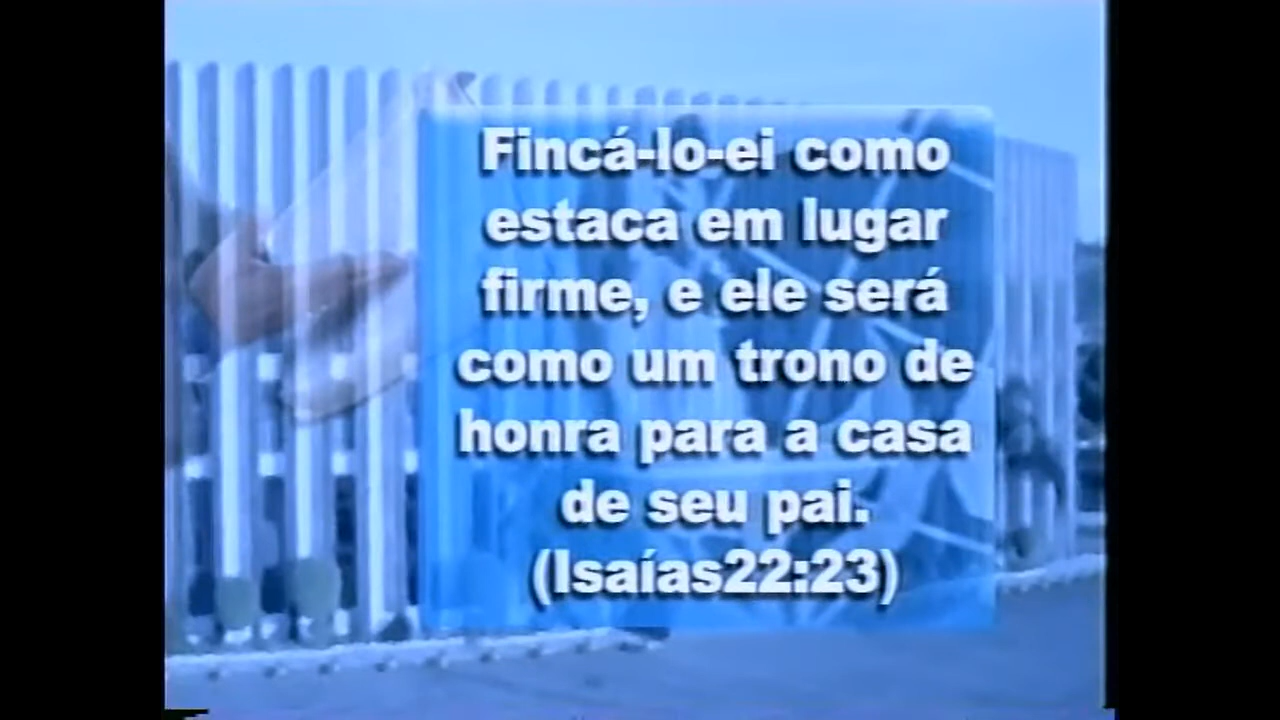 Fincá-lo-ei como
estaca em lugar
firme, e ele será
como um trono de
honra para a casa
de seu pai.
(Isaías22:23)